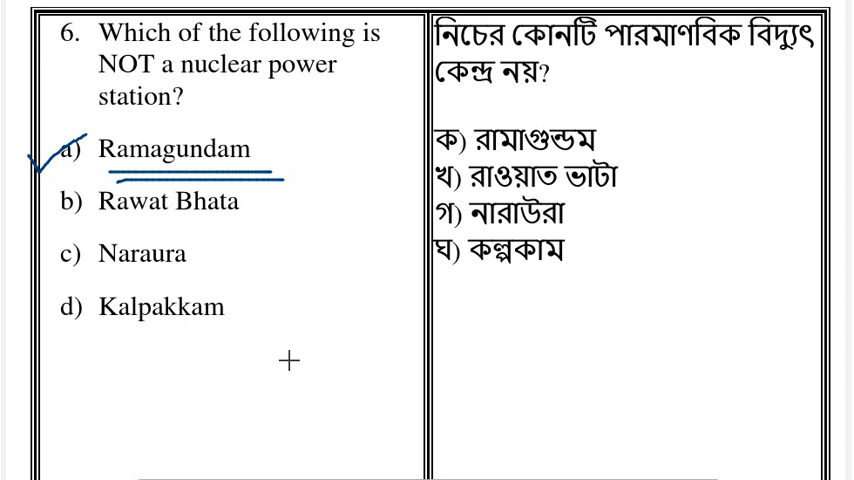 6. Which of the following is
NOT a nuclear power
station?
a) Ramagundam
b) Rawat Bhata
c) Naraura
d) Kalpakkam
নিচের কোনটি পারমাণবিক বিদ্যুৎ
কেন্দ্র নয়?
ক) রামাগুন্ডম
খ) রাওয়াত ভাটা
গ) নারাউরা
ঘ) কল্পকাম